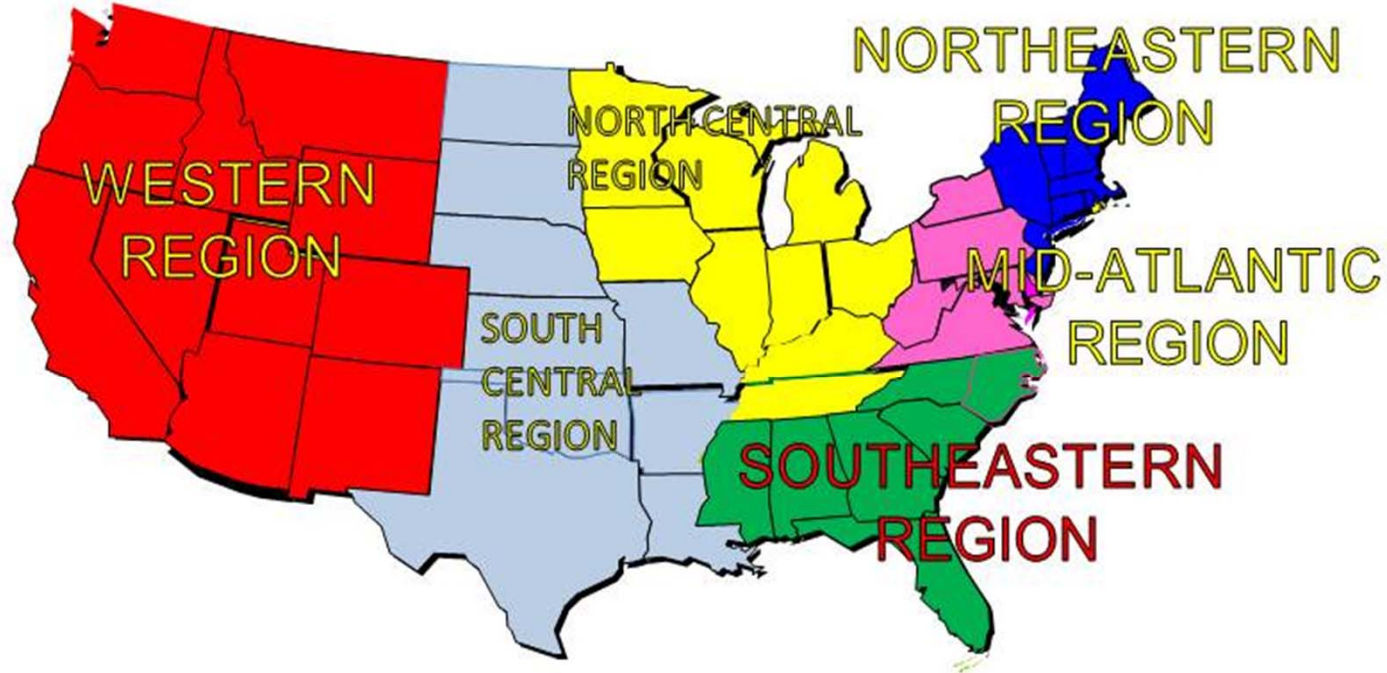 NORTHEASTERN
REGION
NORTH CENTRAL
REGION
WESTERN
REGION
MID-ATLANTIC
REGION
SOUTH
CENTRAL
REGION
SOUTHEASTERN
REGION